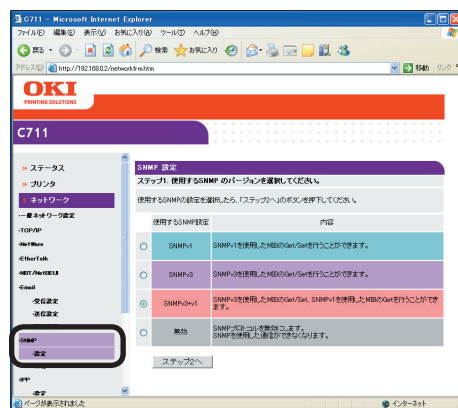 C711 - Microsoft Internet Explorer
ファイル(F) 編集(E) 表示(V) お気に入り(A) ツール(T) ヘルプ(H)
戻る 検索 お気に入り
アドレス(D) http://192.168.0.2/networkfrm.htm 移動 リンク
OKI
PRINTING SOLUTIONS
C711
ステータス
プリンタ
ネットワーク
一般ネットワーク設定
TCP/IP
NetWare
EtherTalk
NBT/NetBEUI
Email
受信設定
送信設定
SNMP
設定
IPP
設定
SNMP 設定
ステップ1. 使用するSNMP のバージョンを選択してください。
使用するSNMPの設定を選択したら、「ステップ2へ」のボタンを押下してください。
使用するSNMP設定 内容
SNMPv1 SNMPv1を使用したMIBのGet/Setを行うことができます。
SNMPv3 SNMPv3を使用したMIBのGet/Setを行うことができます。
SNMPv3+v1 SNMPv3を使用したMIBのGet/Set, SNMPv1を使用したMIBのGetを行うことができ
ます。
無効 SNMPプロトコルを無効にします。
SNMPを使用した通信ができなくなります。
ステップ2へ
ページが表示されました インターネット